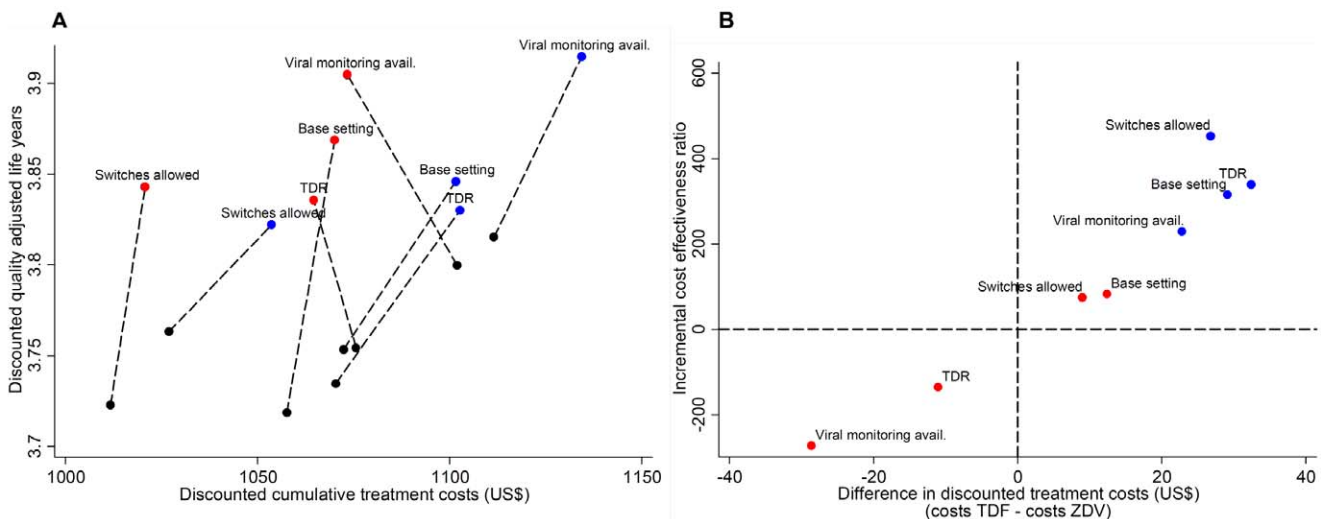 A
Viral monitoring avail.
Viral monitoring avail.
Base setting
Switches allowed
TDR
Base setting
TDR
Switches allowed
Discounted quality adjusted life years
3.9
3.85
3.8
3.75
3.7
1000
1050
1100
1150
Discounted cumulative treatment costs (US$)
B
Switches allowed
TDR
Base setting
Viral monitoring avail.
Switches allowed
Base setting
TDR
Viral monitoring avail.
Incremental cost effectiveness ratio
600
400
200
0
-200
-40
-20
0
20
40
Difference in discounted treatment costs (US$)
(costs TDF - costs ZDV)